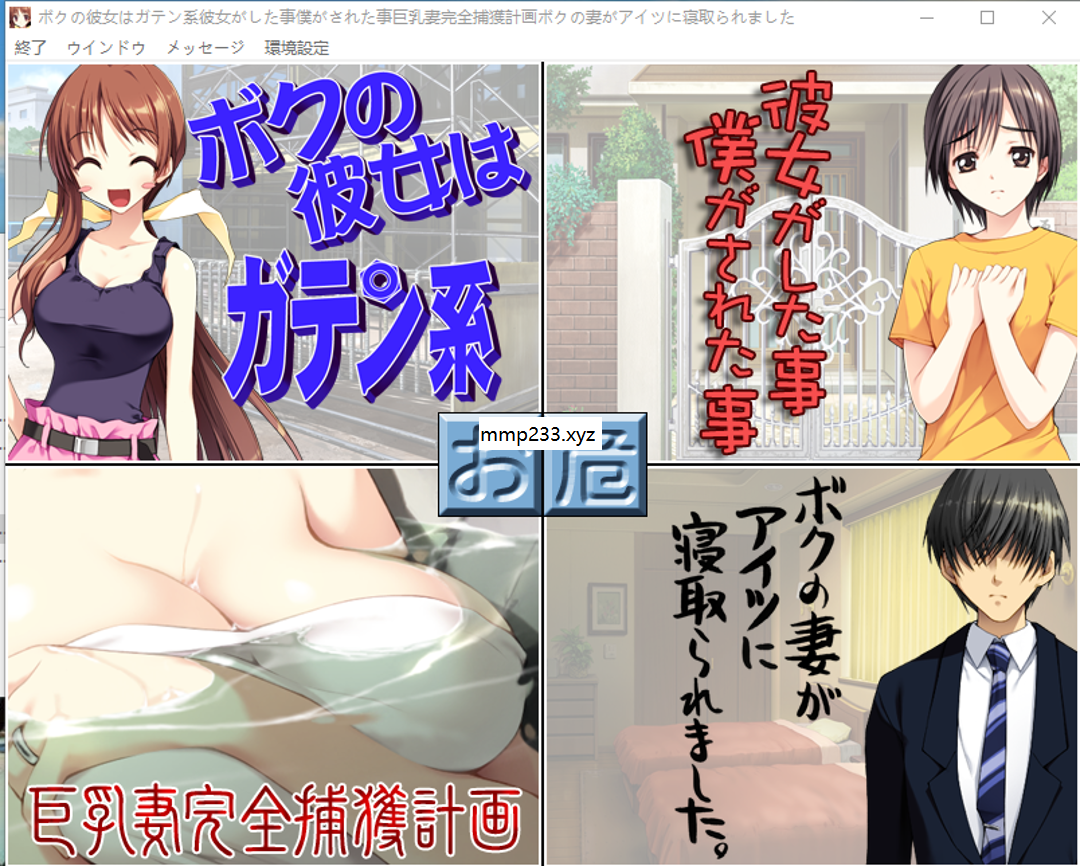 ボクの彼女はガテン系彼女がした事僕がされた事巨乳妻完全捕獲計画ボクの妻がアイツに寝取られました
終了 ウインドウ メッセージ 環境設定
ボクの
彼女は
ガテン系
彼女がした事
僕がされた事
mmp233.xyz
お危
巨乳妻完全捕獲計画
ボクの妻が
アイツに
寝取られました。